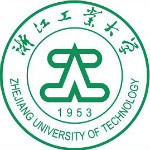 浙江工业大学
1953
ZHEJIANG UNIVERSITY OF TECHNOLOGY